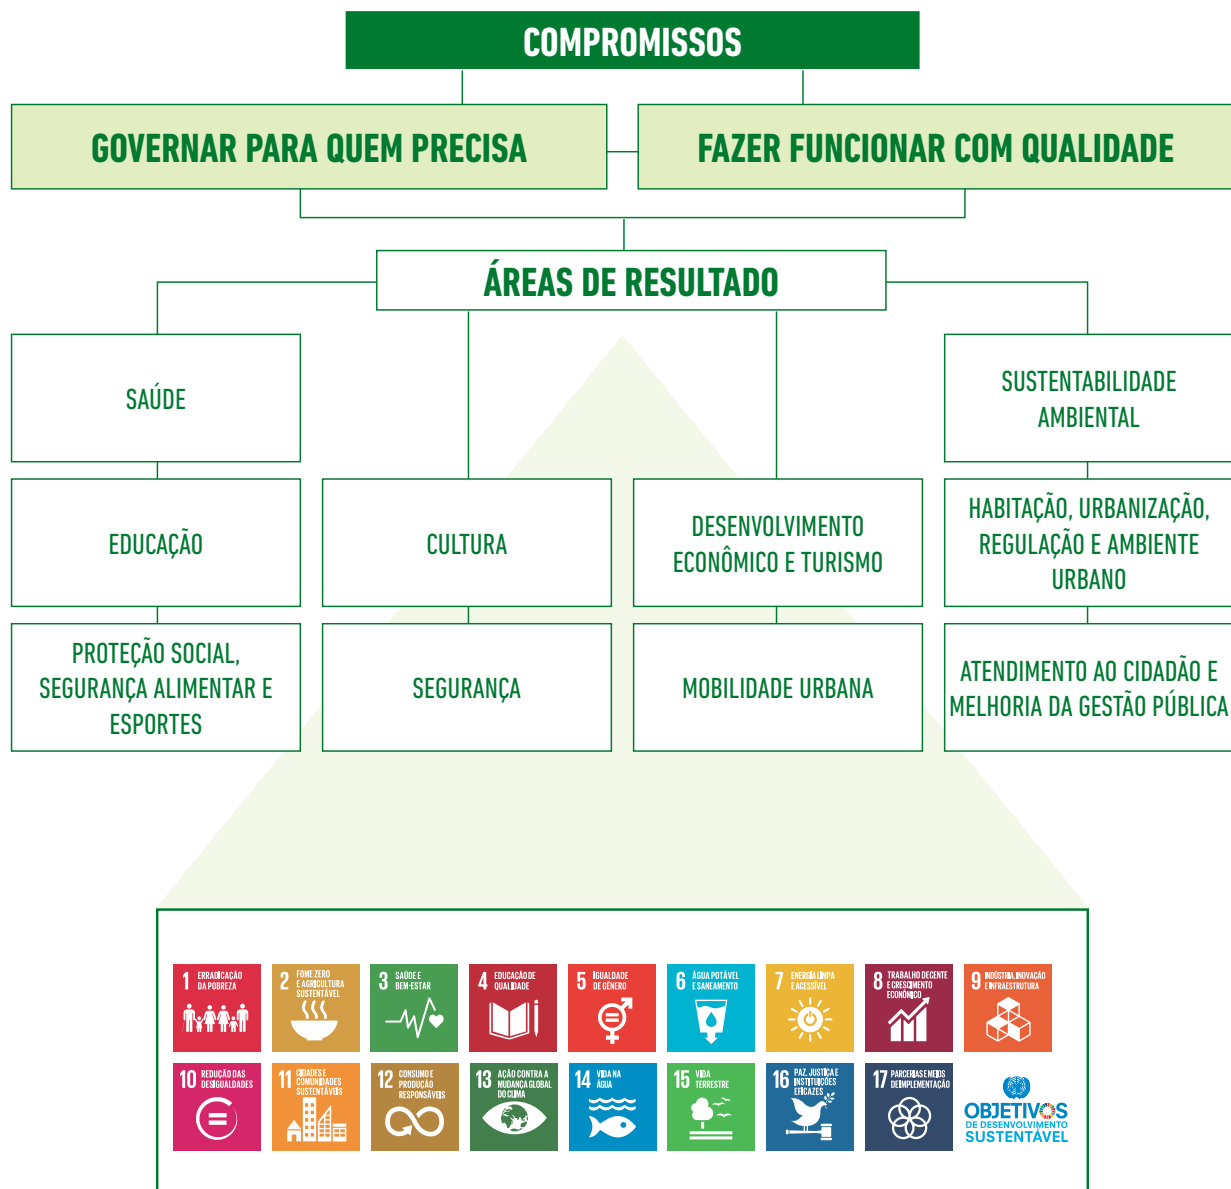 COMPROMISSOS
GOVERNAR PARA QUEM PRECISA
FAZER FUNCIONAR COM QUALIDADE
ÁREAS DE RESULTADO
SAÚDE
SUSTENTABILIDADE
AMBIENTAL
EDUCAÇÃO
CULTURA
DESENVOLVIMENTO
ECONÔMICO E TURISMO
HABITAÇÃO, URBANIZAÇÃO,
REGULAÇÃO E AMBIENTE
URBANO
PROTEÇÃO SOCIAL,
SEGURANÇA ALIMENTAR E
ESPORTES
SEGURANÇA
MOBILIDADE URBANA
ATENDIMENTO AO CIDADÃO E
MELHORIA DA GESTÃO PÚBLICA
1 ERRADICAÇÃO
DA POBREZA
2 FOME ZERO
E AGRICULTURA
SUSTENTÁVEL
3 SAÚDE E
BEM-ESTAR
4 EDUCAÇÃO DE
QUALIDADE
5 IGUALDADE
DE GÊNERO
6 ÁGUA POTÁVEL
E SANEAMENTO
7 ENERGIA LIMPA
E ACESSÍVEL
8 TRABALHO DECENTE
E CRESCIMENTO
ECONÔMICO
9 INDÚSTRIA, INOVAÇÃO
E INFRAESTRUTURA
10 REDUÇÃO DAS
DESIGUALDADES
11 CIDADES E
COMUNIDADES
SUSTENTÁVEIS
12 CONSUMO E
PRODUÇÃO
RESPONSÁVEIS
13 AÇÃO CONTRA A
MUDANÇA GLOBAL
DO CLIMA
14 VIDA NA
ÁGUA
15 VIDA
TERRESTRE
16 PAZ, JUSTIÇA E
INSTITUIÇÕES
EFICAZES
17 PARCERIAS E MEIOS
DE IMPLEMENTAÇÃO
OBJETIVOS
DE DESENVOLVIMENTO
SUSTENTÁVEL